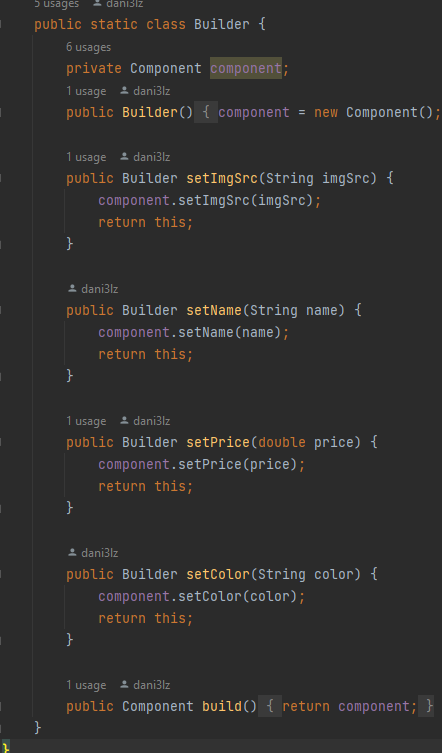 5 usages dani3lz
public static class Builder {
6 usages
private Component component;
1 usage dani3lz
public Builder() { component = new Component();
1 usage dani3lz
public Builder setImgSrc(String imgSrc) {
component.setImgSrc(imgSrc);
return this;
}
dani3lz
public Builder setName(String name) {
component.setName(name);
return this;
}
1 usage dani3lz
public Builder setPrice(double price) {
component.setPrice(price);
return this;
}
dani3lz
public Builder setColor(String color) {
component.setColor(color);
return this;
}
1 usage dani3lz
public Component build() { return component; }
}
}